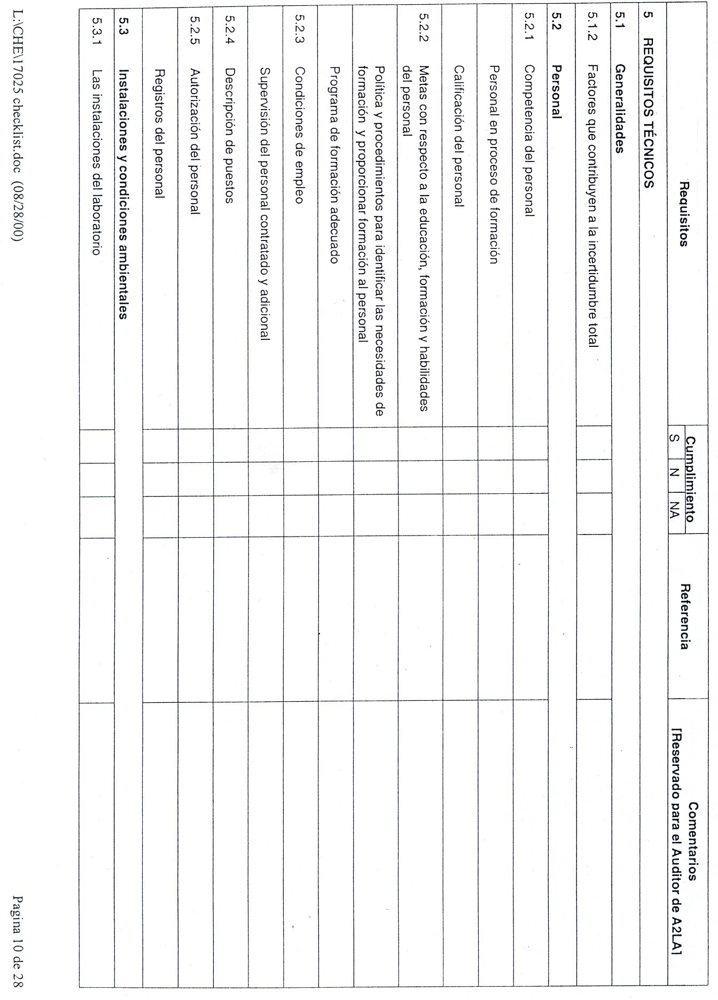 Requisitos
Cumplimiento
S N NA
Referencia
Comentarios
[Reservado para el Auditor de A2LA]
5 REQUISITOS TÉCNICOS
5.1 Generalidades
5.1.2 Factores que contribuyen a la incertidumbre total
5.2 Personal
5.2.1 Competencia del personal
Personal en proceso de formación
Calificación del personal
5.2.2 Metas con respecto a la educación, formación y habilidades
del personal
Política y procedimientos para identificar las necesidades de
formación y proporcionar formación al personal
Programa de formación adecuado
5.2.3 Condiciones de empleo
Supervisión del personal contratado y adicional
5.2.4 Descripción de puestos
5.2.5 Autorización del personal
Registros del personal
5.3 Instalaciones y condiciones ambientales
5.3.1 Las instalaciones del laboratorio
L:\CHE\17025 checklist.doc (08/28/00)
Pagina 10 de 28